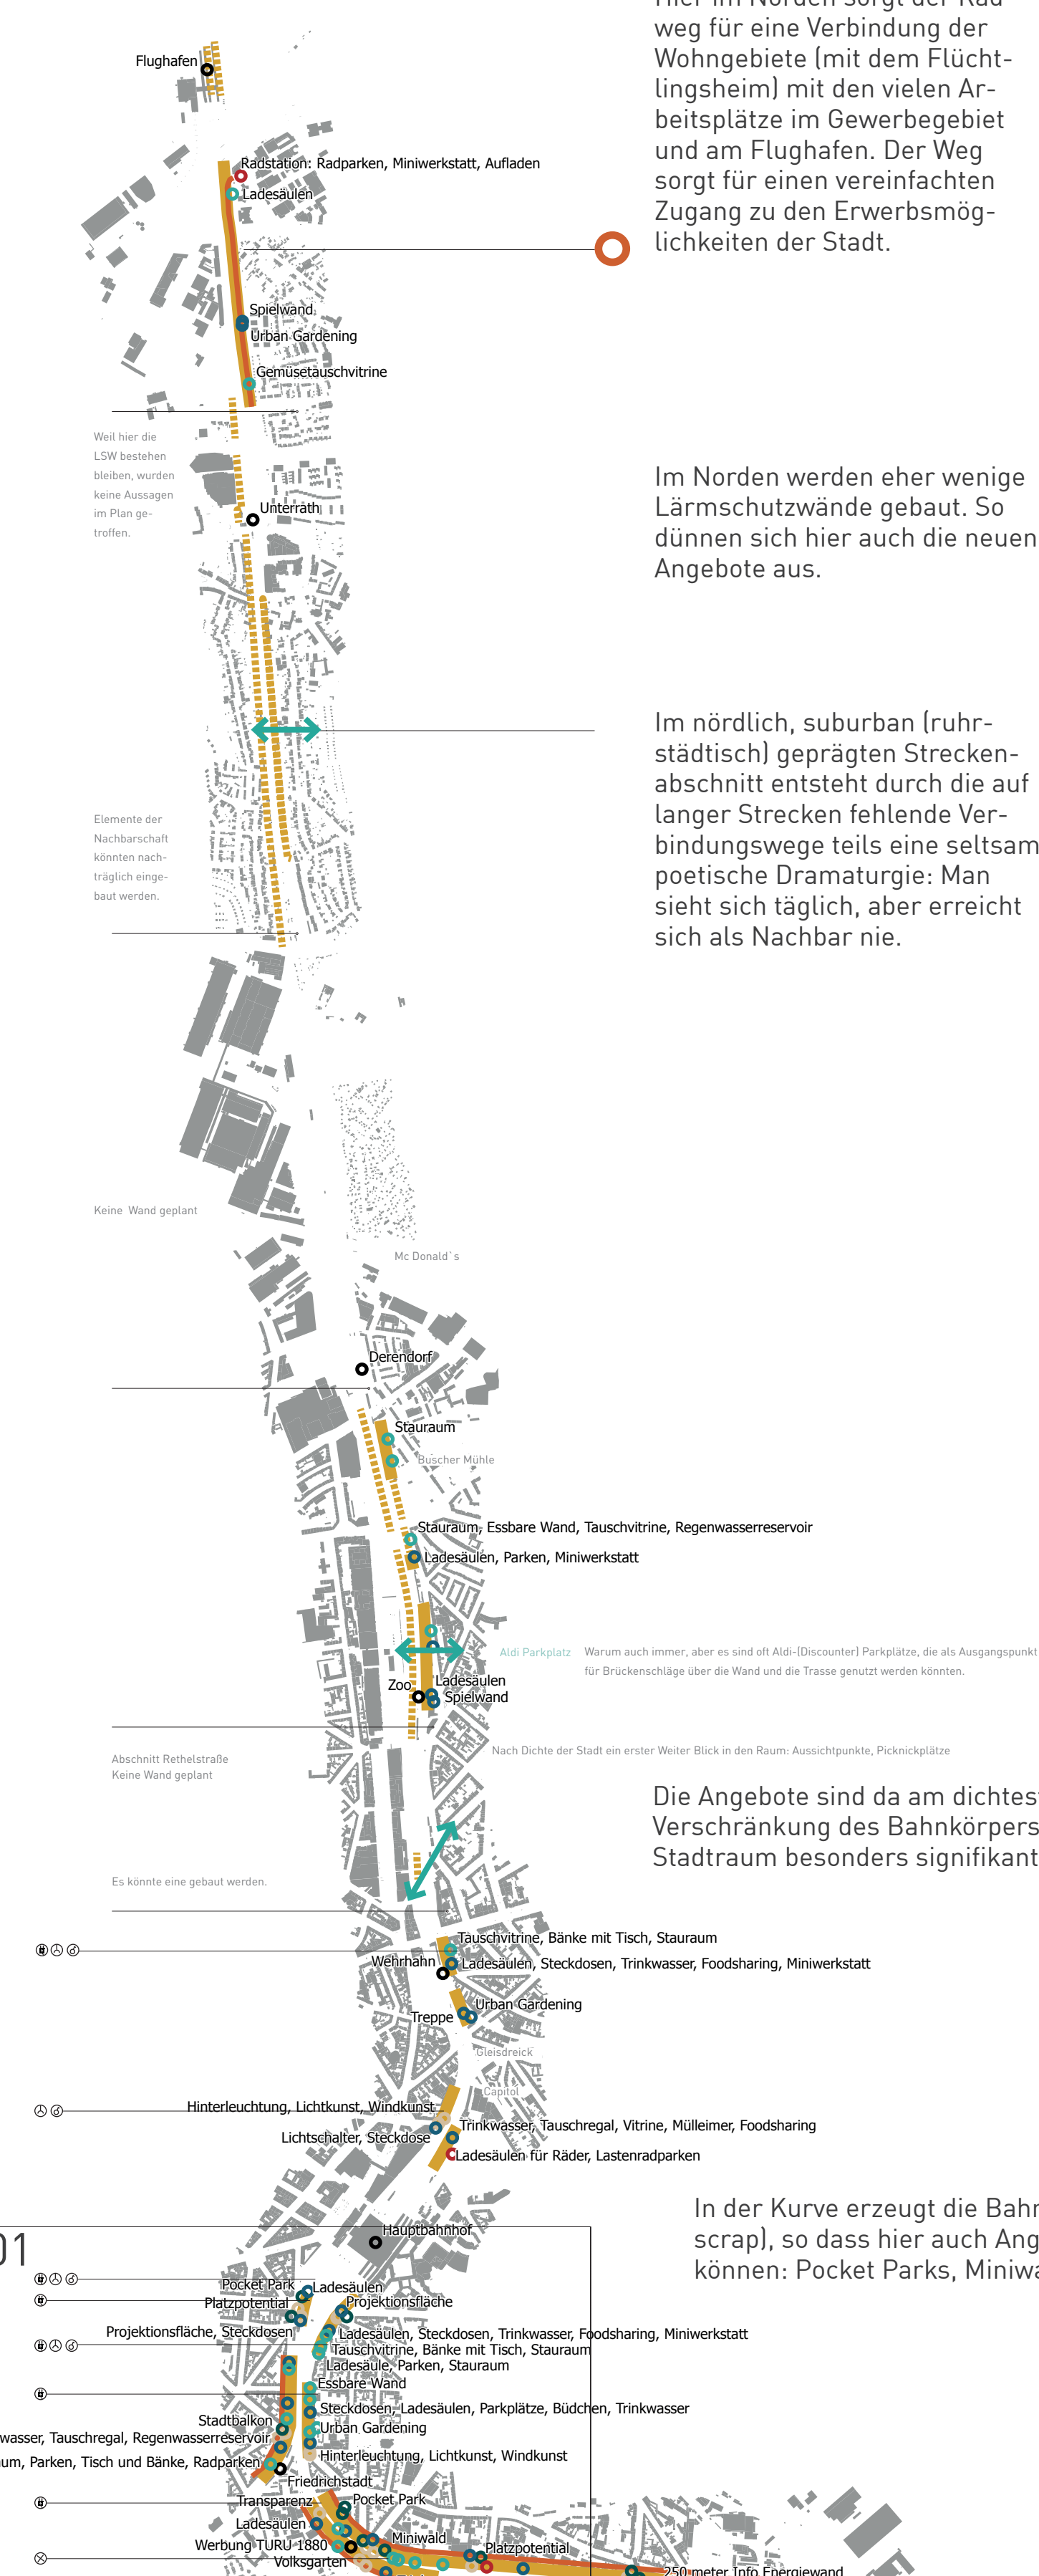 Hier im Norden sorgt der Rad-
weg für eine Verbindung der
Wohngebiete (mit dem Flücht-
lingsheim) mit den vielen Ar-
beitsplätze im Gewerbegebiet
und am Flughafen. Der Weg
sorgt für einen vereinfachten
Zugang zu den Erwerbsmög-
lichkeiten der Stadt.
Flughafen
Radstation: Radparken, Miniwerkstatt, Aufladen
Ladesäulen
Spielwand
Urban Gardening
Gemüsetauschvitrine
Weil hier die
LSW bestehen
bleiben, wurden
keine Aussagen
im Plan ge-
troffen.
Unterrath
Im Norden werden eher wenige
Lärmschutzwände gebaut. So
dünnen sich hier auch die neuen
Angebote aus.
Im nördlich, suburban (ruhr-
städtisch) geprägten Strecken-
abschnitt entsteht durch die auf
langer Strecken fehlende Ver-
bindungswege teils eine seltsam
poetische Dramaturgie: Man
sieht sich täglich, aber erreicht
sich als Nachbar nie.
Elemente der
Nachbarschaft
könnten nach-
träglich einge-
baut werden.
Keine Wand geplant
Mc Donald`s
Derendorf
Stauraum
Buscher Mühle
Stauraum, Essbare Wand, Tauschvitrine, Regenwasserreservoir
Ladesäulen, Parken, Miniwerkstatt
Aldi Parkplatz
Warum auch immer, aber es sind oft Aldi-(Discounter) Parkplätze, die als Ausgangspunkt
für Brückenschläge über die Wand und die Trasse genutzt werden könnten.
Zoo
Ladesäulen
Spielwand
Nach Dichte der Stadt ein erster Weiter Blick in den Raum: Aussichtpunkte, Picknickplätze
Abschnitt Rethelstraße
Keine Wand geplant
Die Angebote sind da am dichtest
Verschränkung des Bahnkörpers
Stadtraum besonders signifikant
Es könnte eine gebaut werden.
Tauschvitrine, Bänke mit Tisch, Stauraum
Wehrhahn
Ladesäulen, Steckdosen, Trinkwasser, Foodsharing, Miniwerkstatt
Urban Gardening
Treppe
Gleisdreick
Capitol
Hinterleuchtung, Lichtkunst, Windkunst
Trinkwasser, Tauschregal, Vitrine, Mülleimer, Foodsharing
Lichtschalter, Steckdose
Ladesäulen für Räder, Lastenradparken
In der Kurve erzeugt die Bahn
scrap), so dass hier auch Ang
können: Pocket Parks, Miniwa
01
Hauptbahnhof
Pocket Park
Ladesäulen
Platzpotential
Projektionsfläche
Projektionsfläche, Steckdosen
Ladesäulen, Steckdosen, Trinkwasser, Foodsharing, Miniwerkstatt
Tauschvitrine, Bänke mit Tisch, Stauraum
Ladesäule, Parken, Stauraum
Essbare Wand
Steckdosen, Ladesäulen, Parkplätze, Büdchen, Trinkwasser
Stadtbalkon
Urban Gardening
wasser, Tauschregal, Regenwasserreservoir
Hinterleuchtung, Lichtkunst, Windkunst
um, Parken, Tisch und Bänke, Radparken
Friedrichstadt
Transparenz
Pocket Park
Ladesäulen
Miniwald
Werbung TURU 1880
Platzpotential
Volksgarten
250 meter Info Energiewand